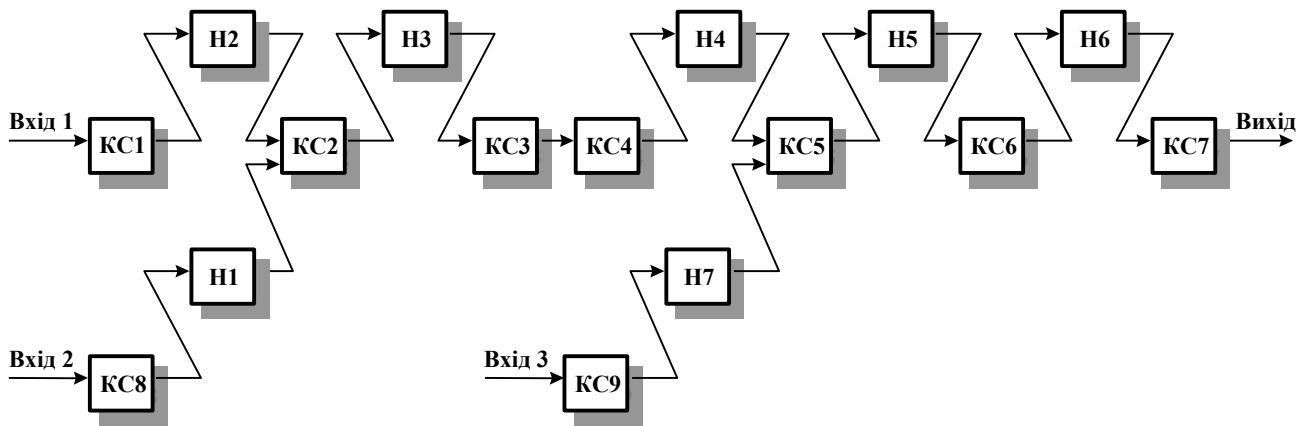 Н2 Н3 Н4 Н5 Н6
Вхід 1 КС1 КС2 КС3 КС4 КС5 КС6 КС7 Вихід
Н1 Н7
Вхід 2 КС8 Вхід 3 КС9